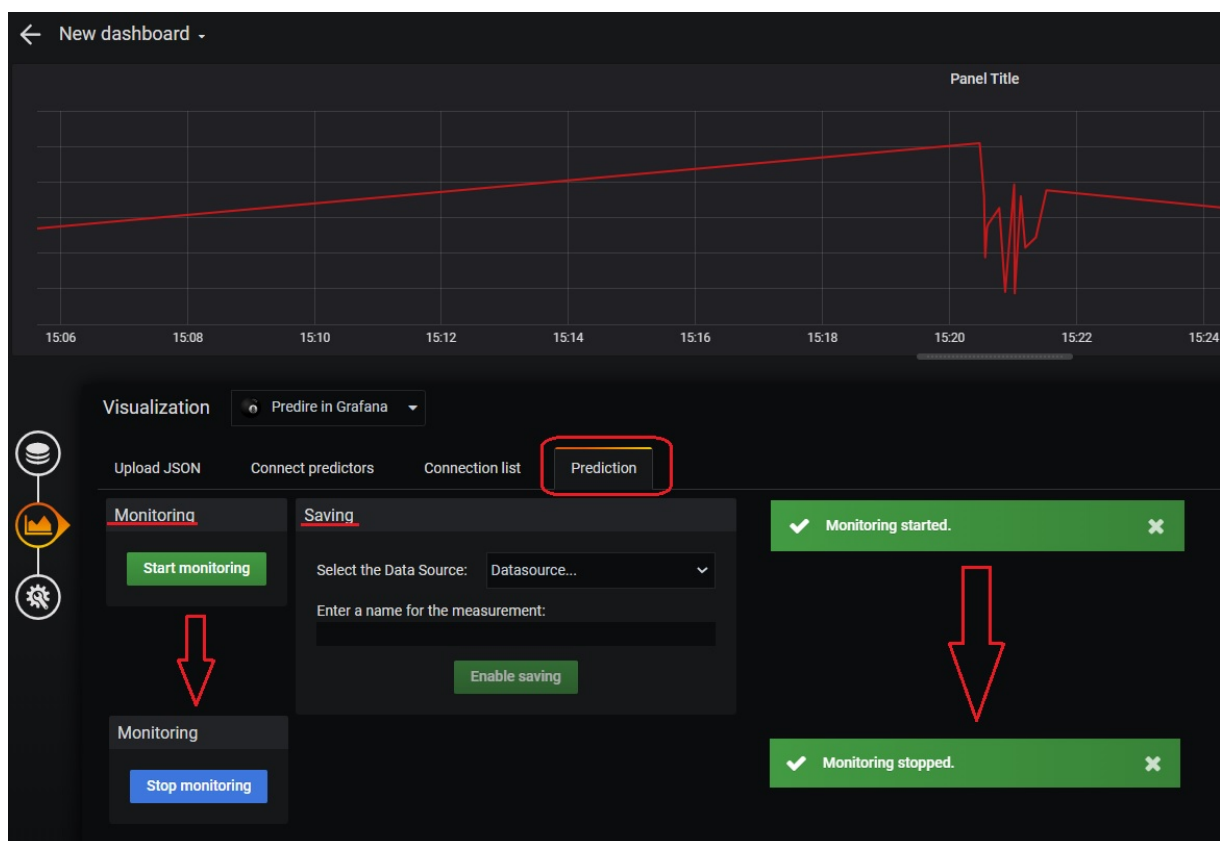 New dashboard
Panel Title
15:06 15:08 15:10 15:12 15:14 15:16 15:18 15:20 15:22 15:24
Visualization Predire in Grafana
Upload JSON Connect predictors Connection list Prediction
Monitoring Saving
Monitoring started.
Start monitoring
Select the Data Source: Datasource...
Enter a name for the measurement:
Enable saving
Monitoring
Monitoring stopped.
Stop monitoring